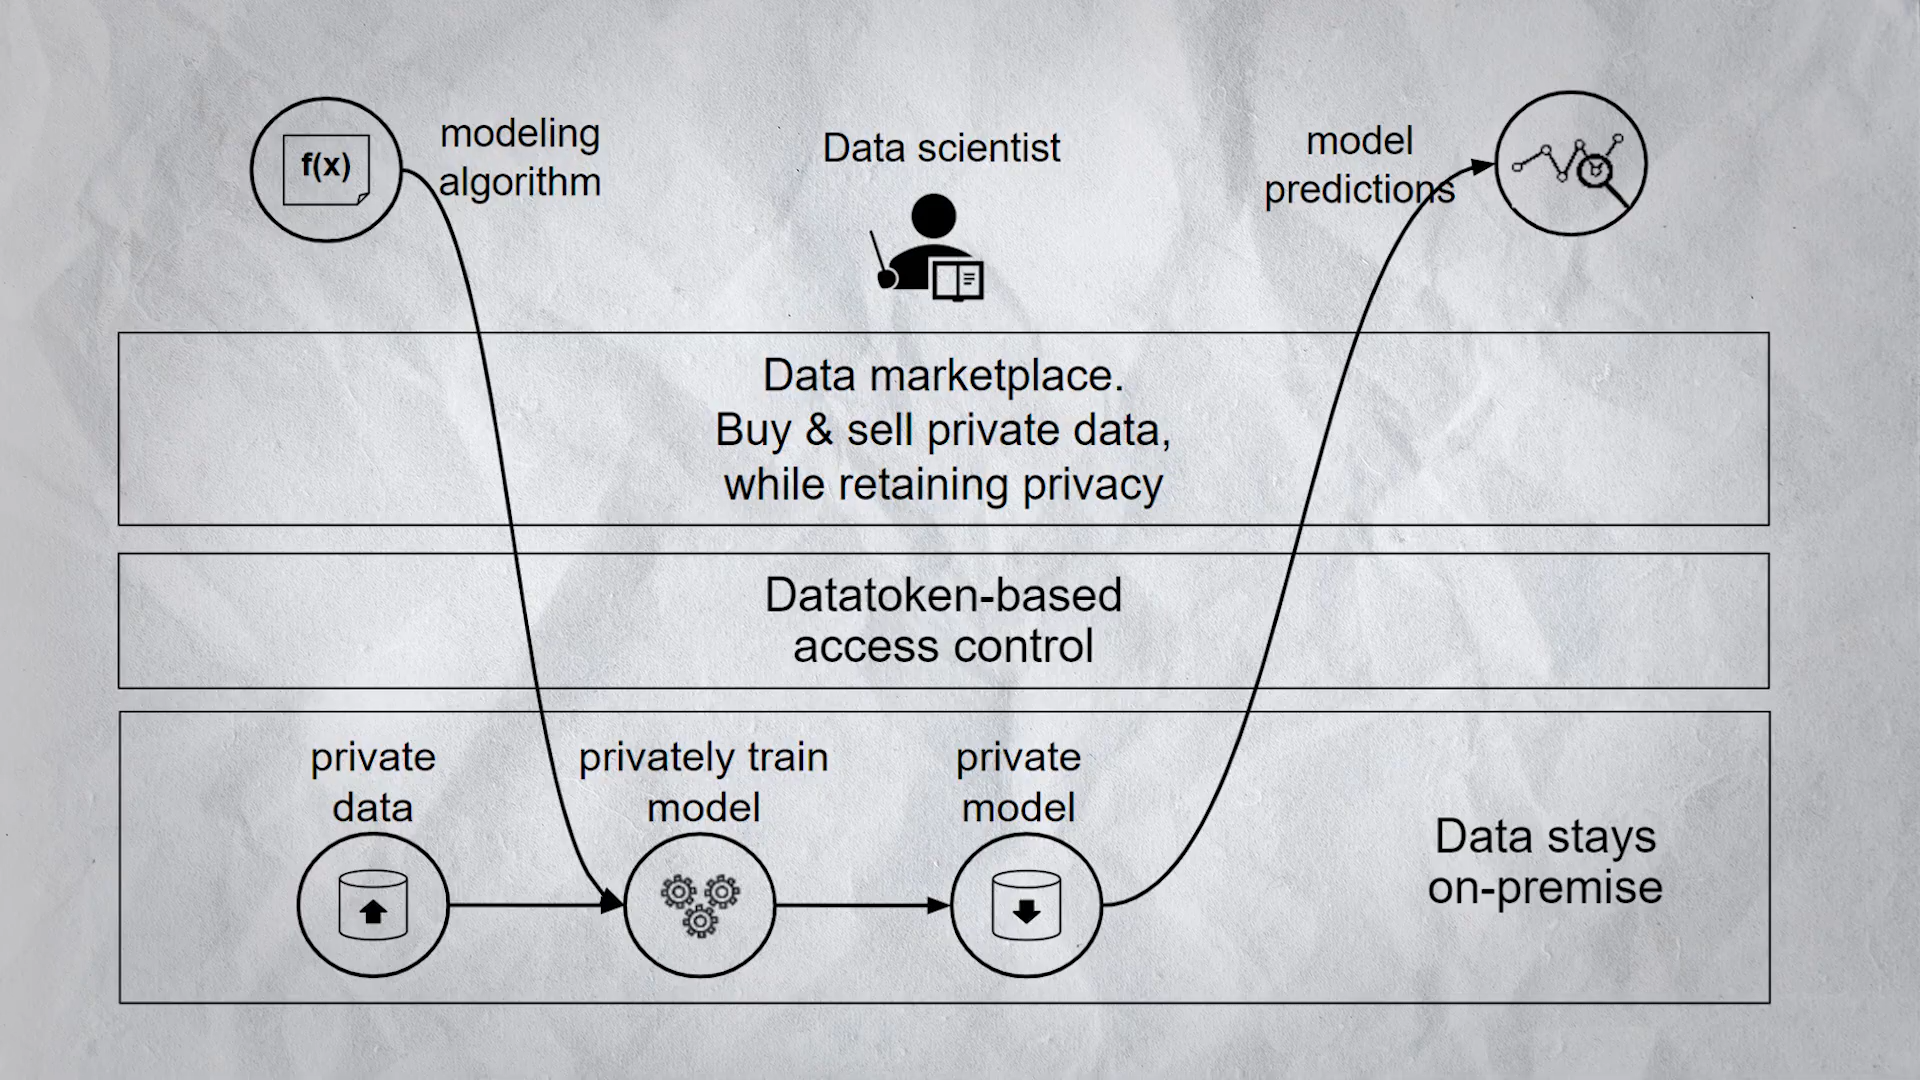 f(x)
modeling
algorithm
Data scientist
model
predictions
Data marketplace.
Buy & sell private data,
while retaining privacy
Datatoken-based
access control
private
data
privately train
model
private
model
Data stays
on-premise